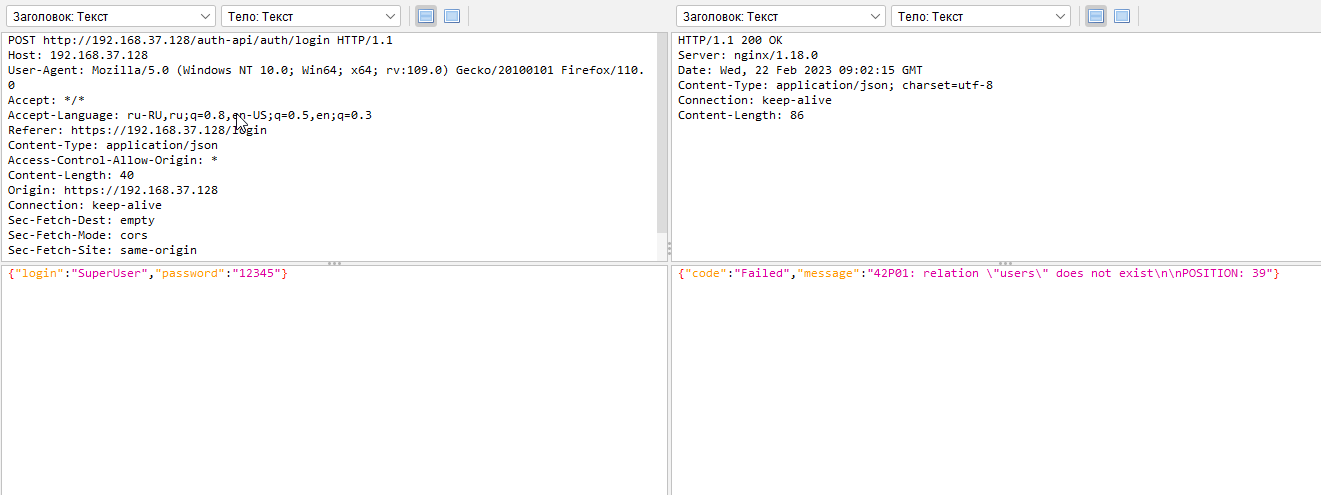 Заголовок: Текст
Тело: Текст
POST http://192.168.37.128/auth-api/auth/login HTTP/1.1
Host: 192.168.37.128
User-Agent: Mozilla/5.0 (Windows NT 10.0; Win64; x64; rv:109.0) Gecko/20100101 Firefox/110.
0
Accept: */*
Accept-Language: ru-RU,ru;q=0.8,en-US;q=0.5,en;q=0.3
Referer: https://192.168.37.128/login
Content-Type: application/json
Access-Control-Allow-Origin: *
Content-Length: 40
Origin: https://192.168.37.128
Connection: keep-alive
Sec-Fetch-Dest: empty
Sec-Fetch-Mode: cors
Sec-Fetch-Site: same-origin
{"login":"SuperUser","password":"12345"}
Заголовок: Текст
Тело: Текст
HTTP/1.1 200 OK
Server: nginx/1.18.0
Date: Wed, 22 Feb 2023 09:02:15 GMT
Content-Type: application/json; charset=utf-8
Connection: keep-alive
Content-Length: 86
{"code":"Failed","message":"42P01: relation \"users\" does not exist\n\nPOSITION: 39"}